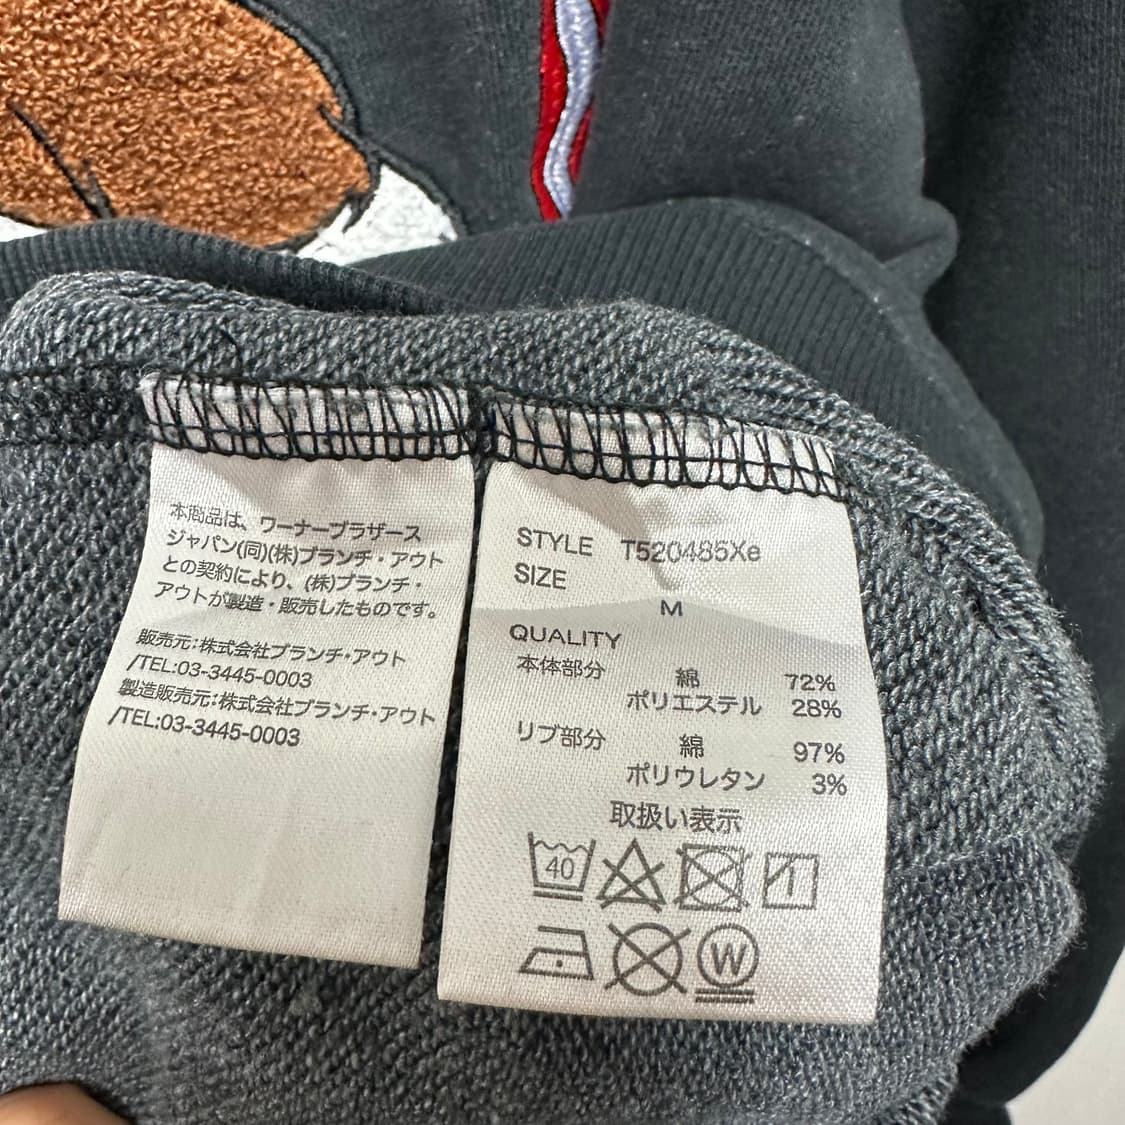 本商品は、ワーナーブラザース
ジャパン(同)(株)ブランチ・アウト
との契約により、(株)ブランチ・
アウトが製造・販売したものです。
販売元:株式会社ブランチ・アウト
/TEL:03-3445-0003
製造販売元:株式会社ブランチ・アウト
/TEL:03-3445-0003
STYLE T520485Xe
SIZE
M
QUALITY
本体部分 綿 72%
ポリエステル 28%
リブ部分 綿 97%
ポリウレタン 3%
取扱い表示
40
W